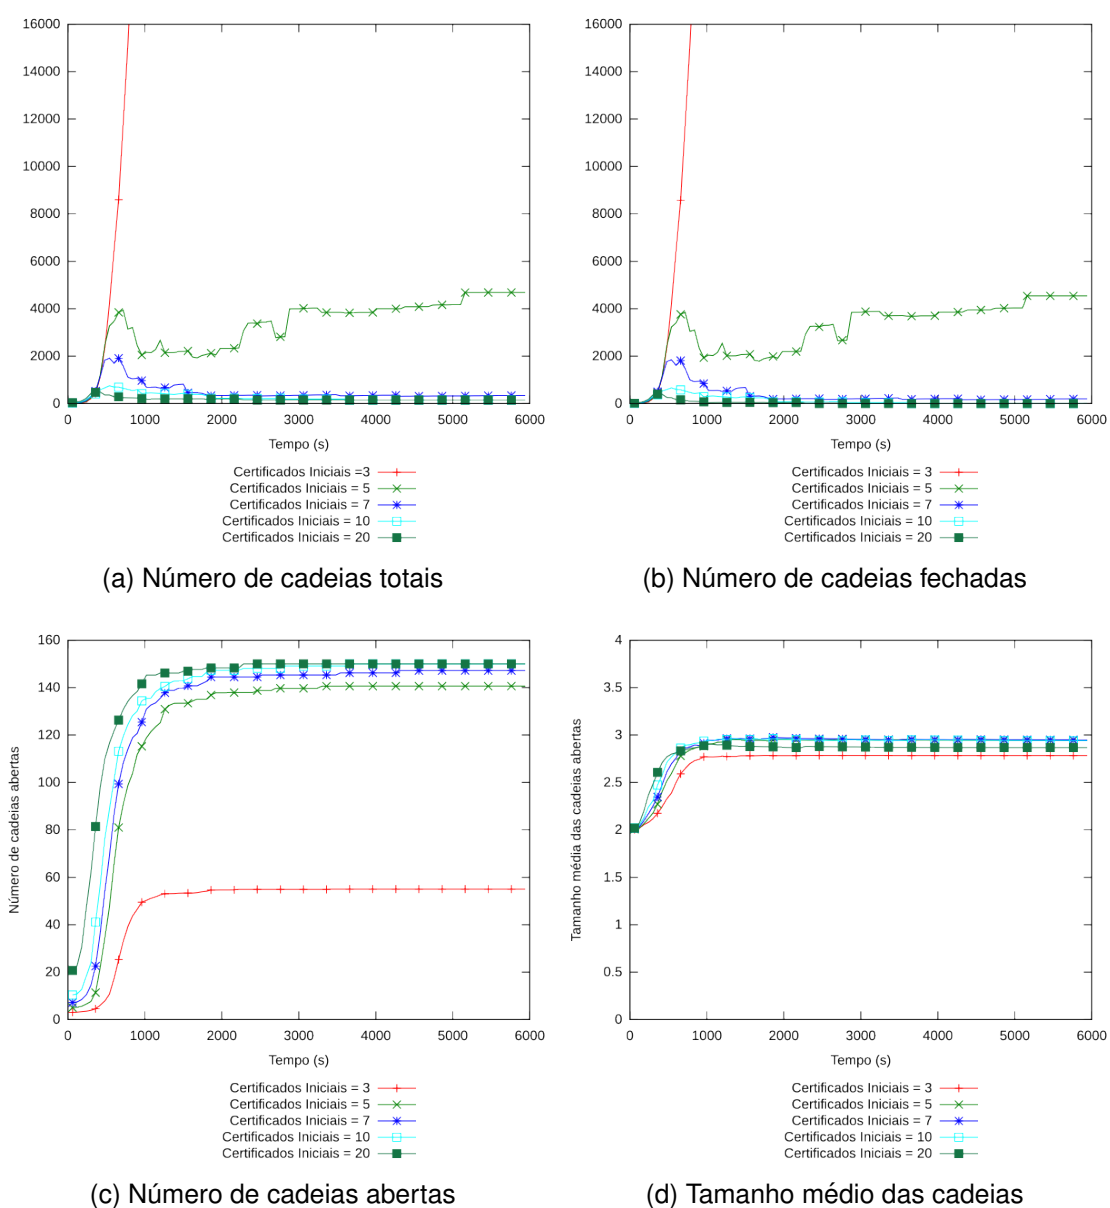 16000
14000
12000
10000
8000
6000
4000
2000
0
0 1000 2000 3000 4000 5000 6000
Tempo (s)
Certificados Iniciais =3
Certificados Iniciais = 5
Certificados Iniciais = 7
Certificados Iniciais = 10
Certificados Iniciais = 20
(a) Número de cadeias totais
16000
14000
12000
10000
8000
6000
4000
2000
0
0 1000 2000 3000 4000 5000 6000
Tempo (s)
Certificados Iniciais = 3
Certificados Iniciais = 5
Certificados Iniciais = 7
Certificados Iniciais = 10
Certificados Iniciais = 20
(b) Número de cadeias fechadas
Número de cadeias abertas
160
140
120
100
80
60
40
20
0
0 1000 2000 3000 4000 5000 6000
Tempo (s)
Certificados Iniciais = 3
Certificados Iniciais = 5
Certificados Iniciais = 7
Certificados Iniciais = 10
Certificados Iniciais = 20
(c) Número de cadeias abertas
Tamanho média das cadeias abertas
4
3.5
3
2.5
2
1.5
1
0.5
0
0 1000 2000 3000 4000 5000 6000
Tempo (s)
Certificados Iniciais = 3
Certificados Iniciais = 5
Certificados Iniciais = 7
Certificados Iniciais = 10
Certificados Iniciais = 20
(d) Tamanho médio das cadeias